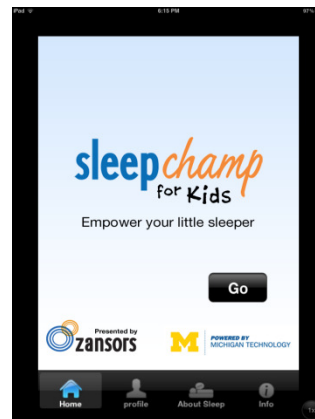 iPad 6:15 PM 97%
sleepchamp
for Kids
Empower your little sleeper
Go
Presented by
zansors
M POWERED BY
MICHIGAN TECHNOLOGY
Home profile About Sleep Info